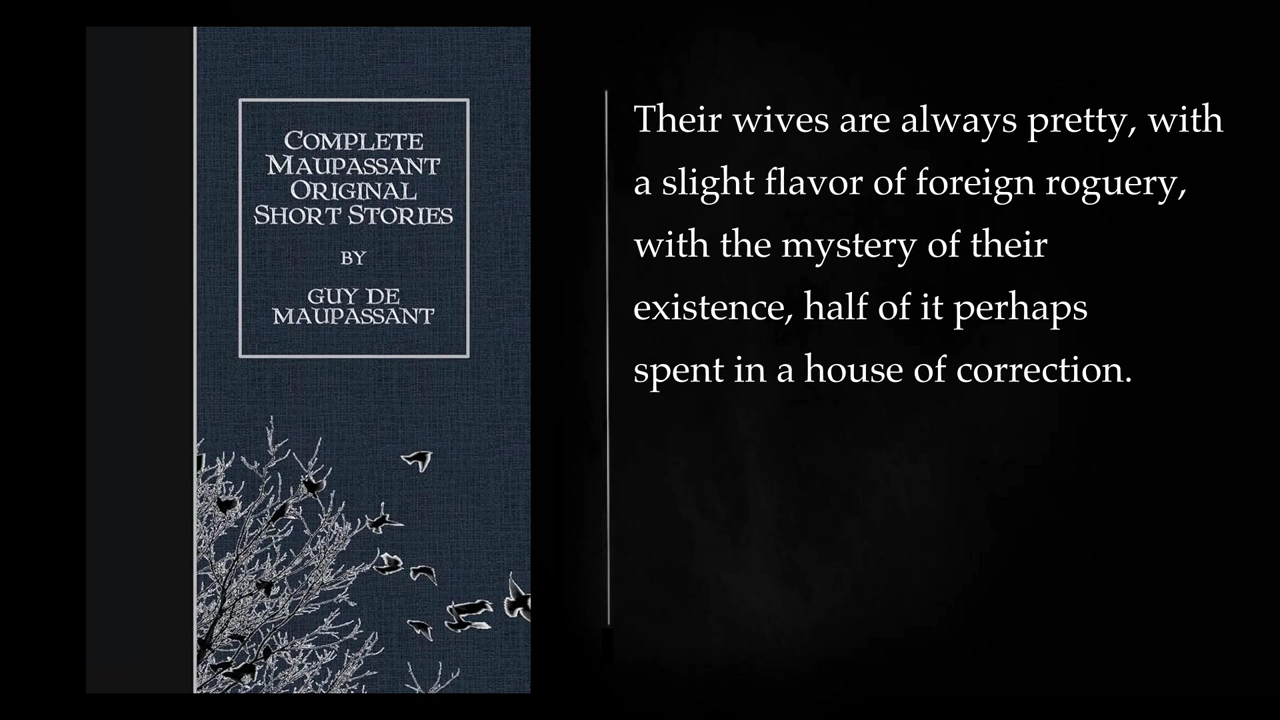 COMPLETE
MAUPASSANT
ORIGINAL
SHORT STORIES
BY
GUY DE
MAUPASSANT
Their wives are always pretty, with
a slight flavor of foreign roguery,
with the mystery of their
existence, half of it perhaps
spent in a house of correction.